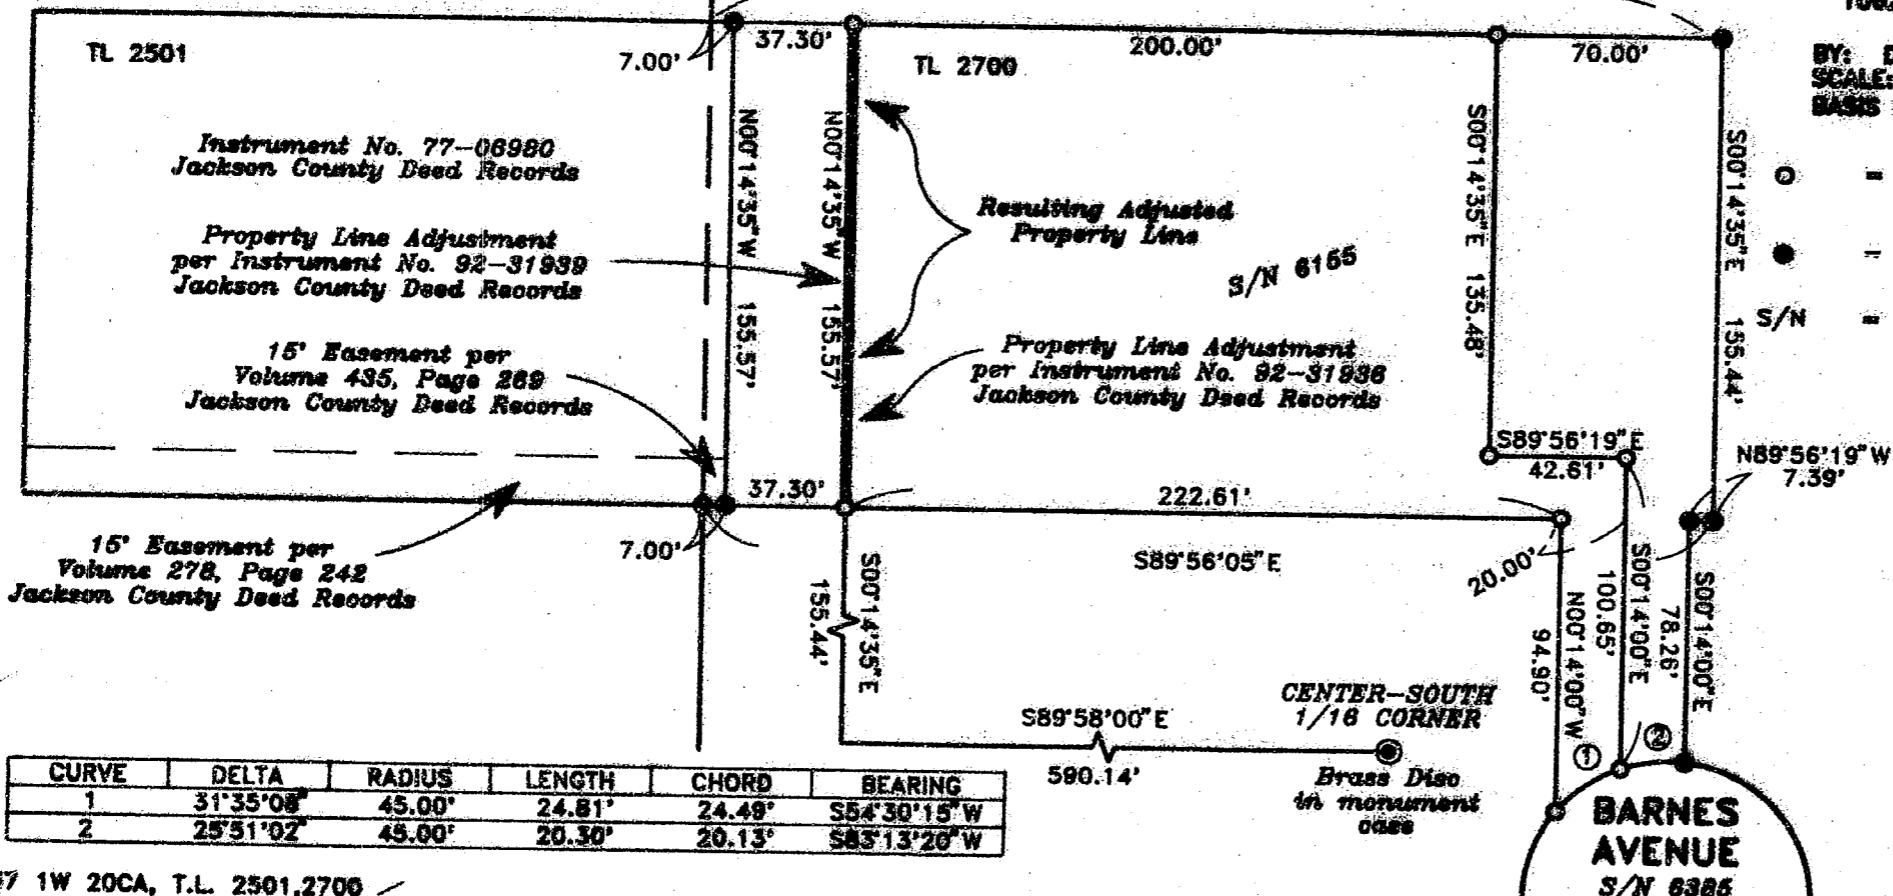 TL 2501
7.00'
37.30'
TL 2700
200.00'
70.00'
BY:
SCALE:
BASIS
Instrument No. 77-06980
Jackson County Deed Records
Property Line Adjustment
per Instrument No. 92-31939
Jackson County Deed Records
15' Easement per
Volume 435, Page 269
Jackson County Deed Records
N00°14'35"W 155.57'
N00°14'35"W 155.57'
Resulting Adjusted
Property Line
S/N 6155
Property Line Adjustment
per Instrument No. 92-31936
Jackson County Deed Records
S00°14'35"E 135.48'
S00°14'35"E 155.44'
=
=
S/N =
S89°56'19"E
42.61'
N89°56'19"W
7.39'
37.30'
222.61'
7.00'
15' Easement per
Volume 278, Page 242
Jackson County Deed Records
S89°56'05"E
20.00'
S00°14'35"E
155.44'
N00°14'00"W
94.90'
S00°14'00"E
100.65'
S00°14'00"E
78.26'
CENTER-SOUTH
1/16 CORNER
S89°58'00"E
590.14'
Brass Disc
in monument
case
1
2
CURVE DELTA RADIUS LENGTH CHORD BEARING
1 31°35'08" 45.00' 24.81' 24.49' S54°30'15"W
2 25°51'02" 45.00' 20.30' 20.13' S83°13'20"W
BARNES
AVENUE
S/N 6385
1W 20CA, T.L. 2501,2700